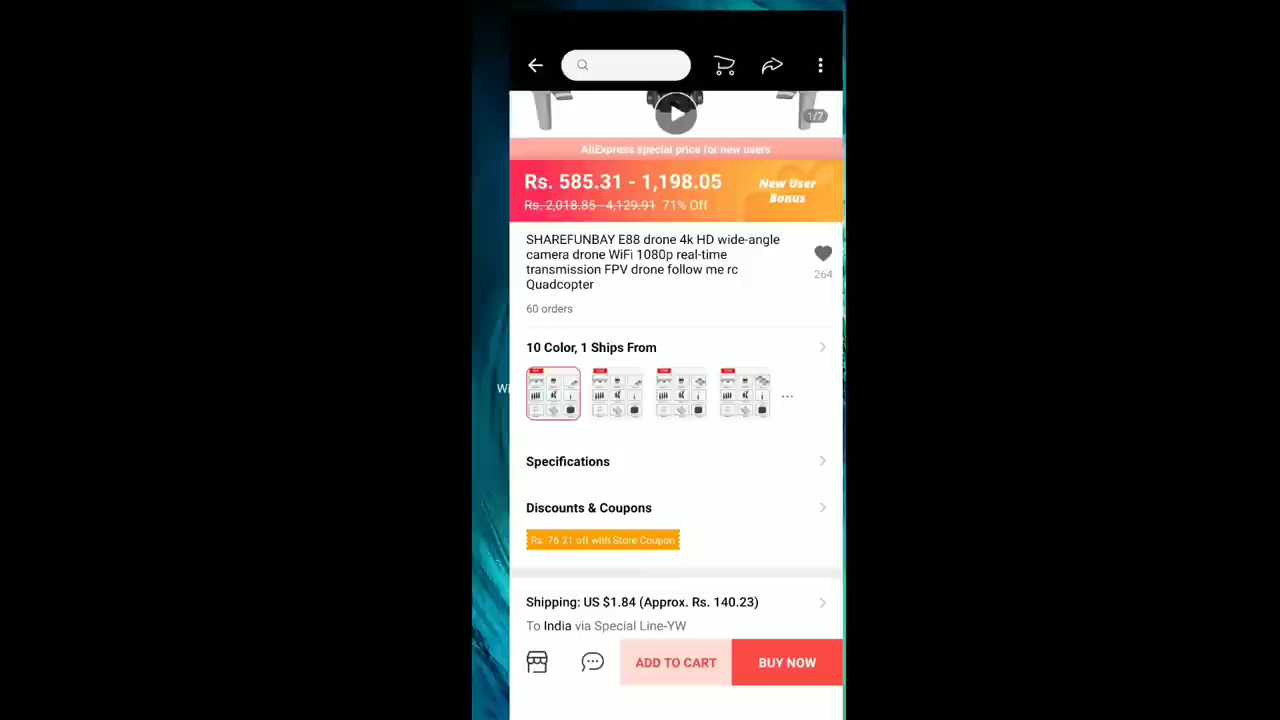 1/7
AliExpress special price for new users
Rs. 585.31 - 1,198.05
New User
Bonus
Rs. 2,018.85 - 4,129.91 71% Off
SHAREFUNBAY E88 drone 4k HD wide-angle
camera drone WiFi 1080p real-time
transmission FPV drone follow me rc
Quadcopter
264
60 orders
10 Color, 1 Ships From
Wi
...
Specifications
Discounts & Coupons
Rs. 76.21 off with Store Coupon
Shipping: US $1.84 (Approx. Rs. 140.23)
To India via Special Line-YW
ADD TO CART
BUY NOW